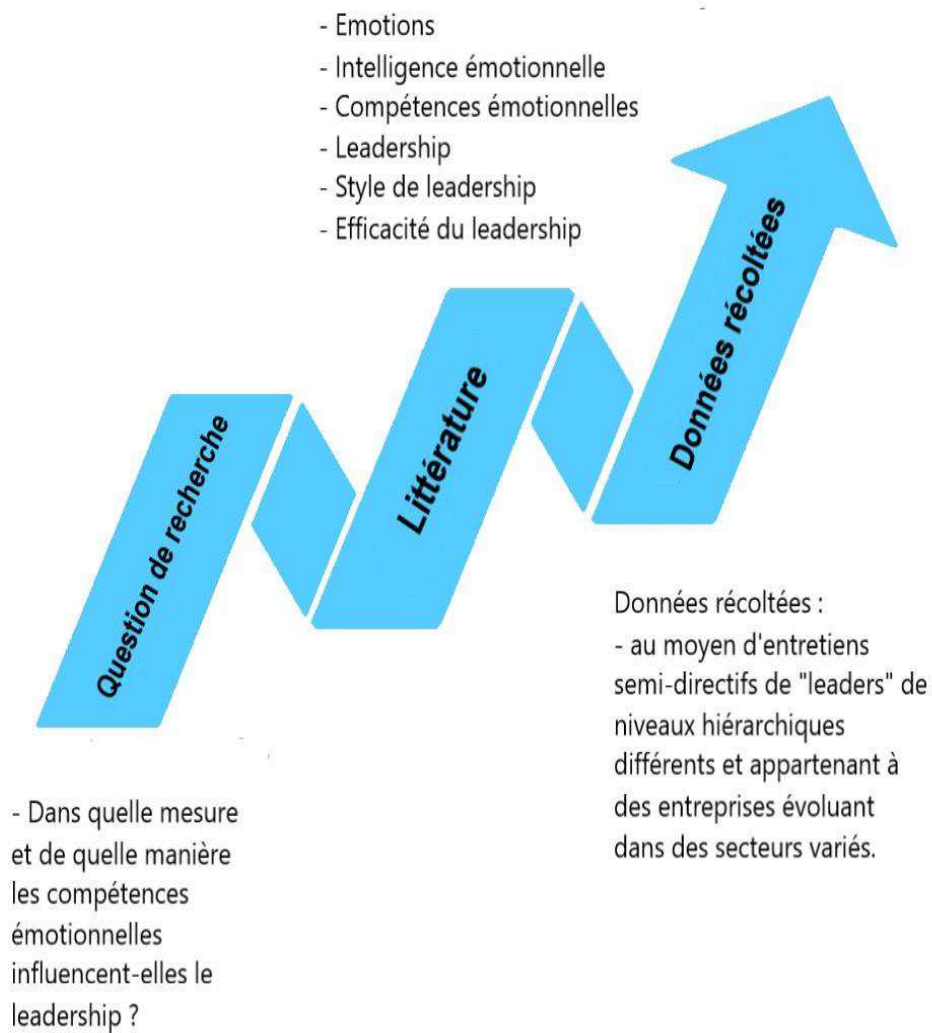 - Emotions
- Intelligence émotionnelle
- Compétences émotionnelles
- Leadership
- Style de leadership
- Efficacité du leadership
Question de recherche
Littérature
Données récoltées
- Dans quelle mesure
et de quelle manière
les compétences
émotionnelles
influencent-elles le
leadership ?
Données récoltées :
- au moyen d'entretiens
semi-directifs de "leaders" de
niveaux hiérarchiques
différents et appartenant à
des entreprises évoluant
dans des secteurs variés.